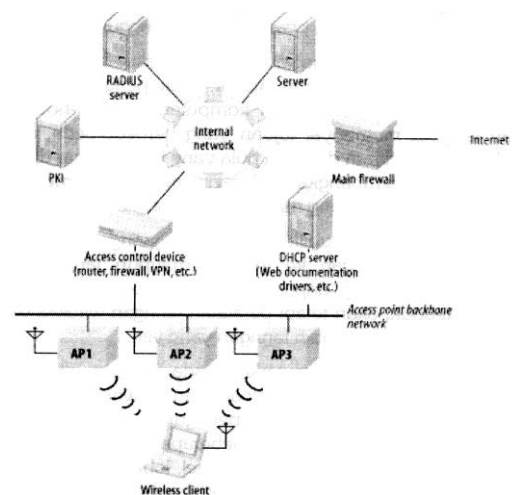 RADIUS
server
Server
Internal
network
Internet
PKI
Main firewall
Access control device
(router, firewall, VPN, etc.)
DHCP server
(Web documentation
drivers, etc.)
Access point backbone
network
AP1
AP2
AP3
Wireless client